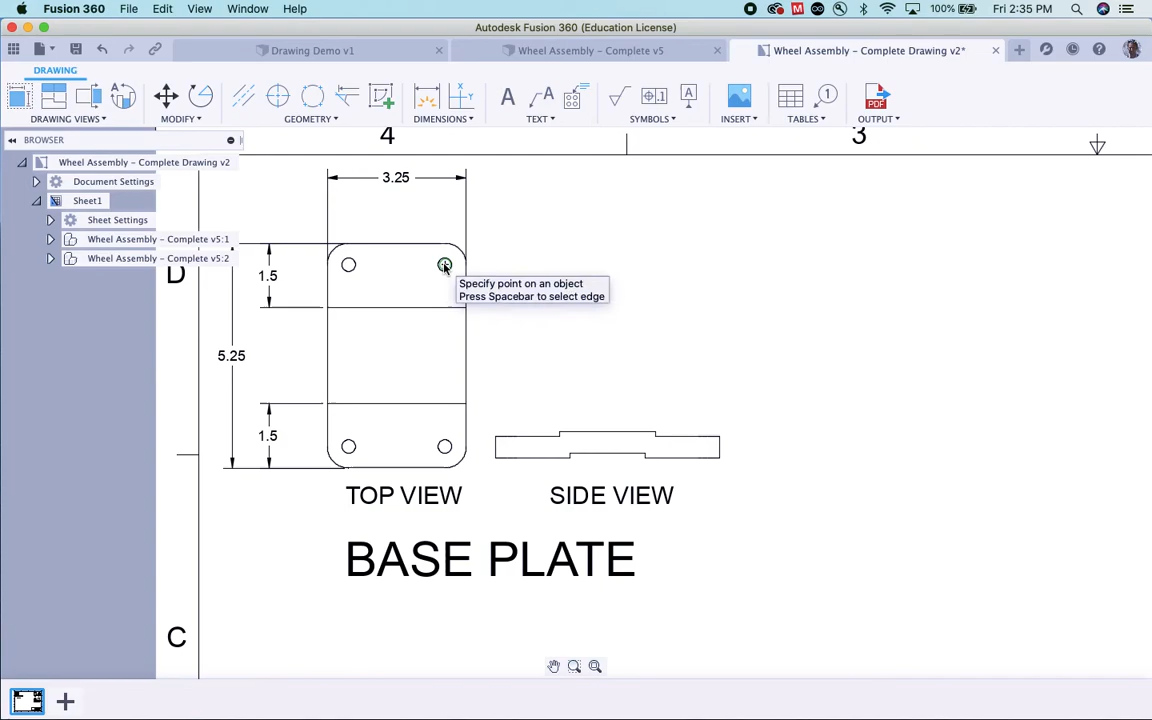 Fusion 360 File Edit View Window Help
100% Fri 2:35 PM
Autodesk Fusion 360 (Education License)
Drawing Demo v1
Wheel Assembly - Complete v5
Wheel Assembly - Complete Drawing v2*
DRAWING
DRAWING VIEWS
MODIFY
GEOMETRY
DIMENSIONS
TEXT
SYMBOLS
INSERT
TABLES
OUTPUT
PDF
BROWSER
Wheel Assembly - Complete Drawing v2
Document Settings
Sheet1
Sheet Settings
Wheel Assembly - Complete v5:1
Wheel Assembly - Complete v5:2
4
3
D
C
3.25
1.5
5.25
1.5
Specify point on an object
Press Spacebar to select edge
TOP VIEW
SIDE VIEW
BASE PLATE